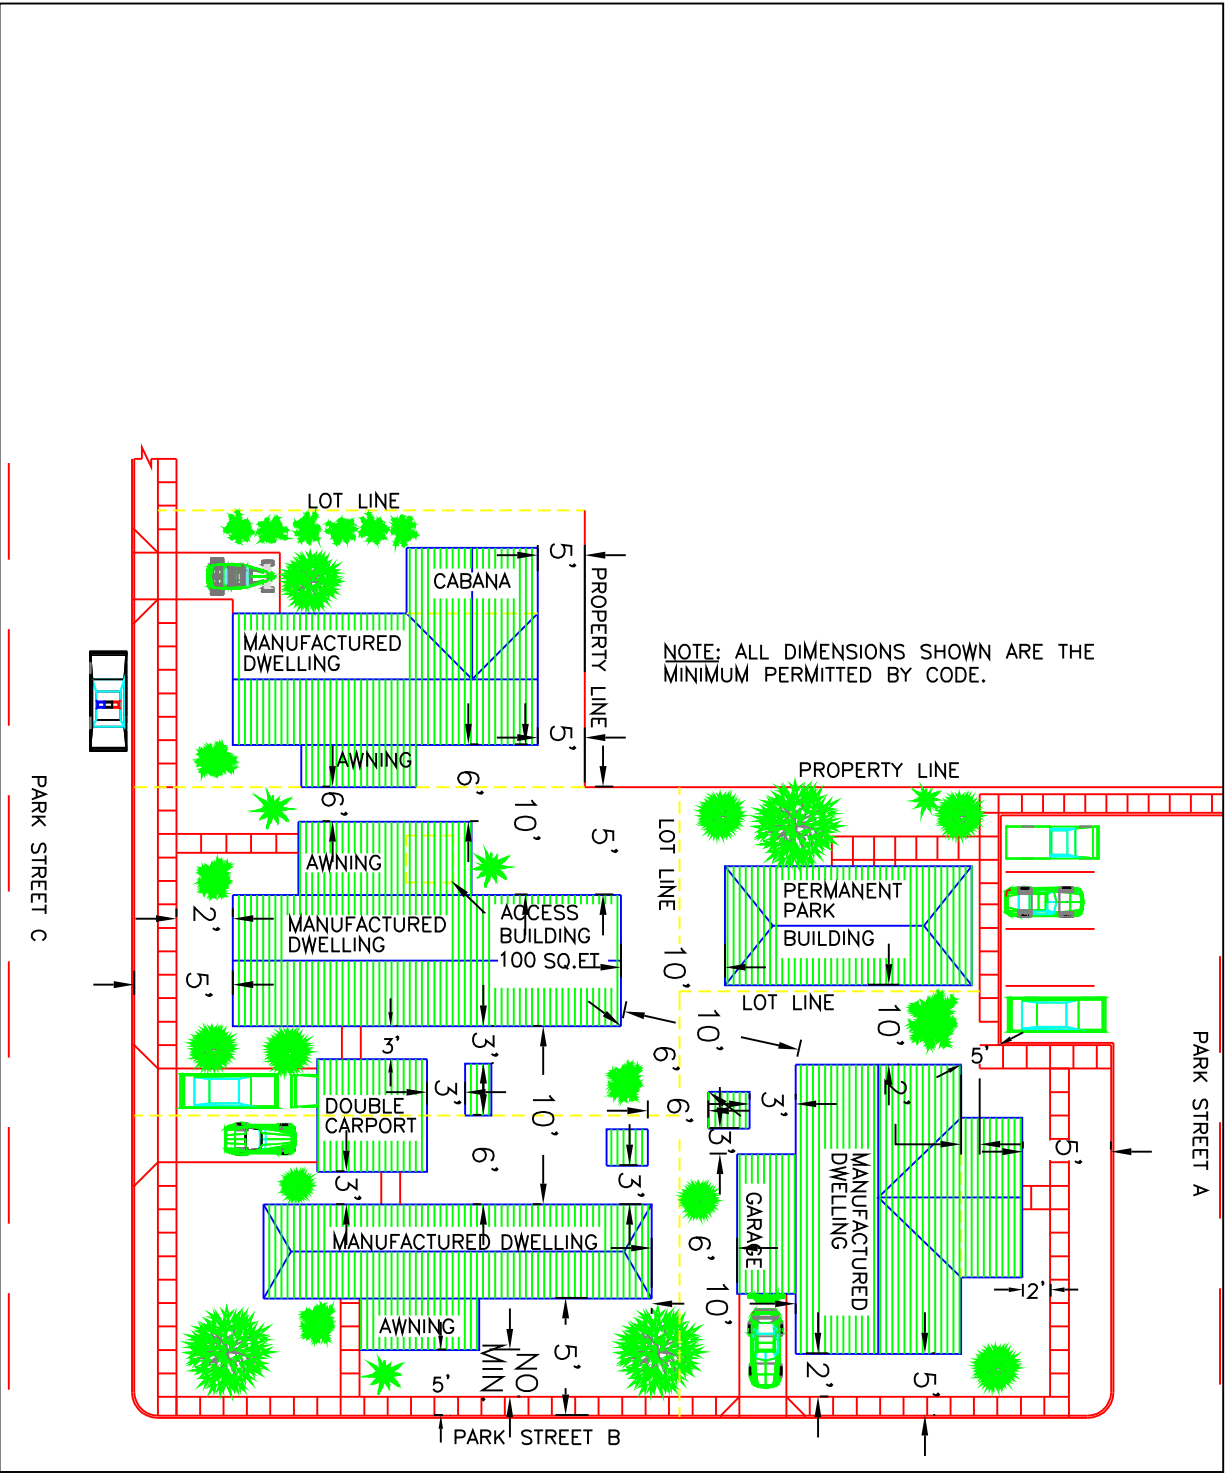 LOT LINE
5'
CABANA
PROPERTY LINE
MANUFACTURED
DWELLING
NOTE: ALL DIMENSIONS SHOWN ARE THE
MINIMUM PERMITTED BY CODE.
5'
AWNING
6'
6'
10'
5'
PROPERTY LINE
LOT LINE
AWNING
PERMANENT
PARK
BUILDING
PARK STREET C
2'
MANUFACTURED
DWELLING
ACCESS
BUILDING
100 SQ.FT.
5'
10'
LOT LINE
10'
10'
3'
3'
6'
5'
2'
3'
10'
6'
3'
DOUBLE
CARPORT
3'
5'
PARK STREET A
6'
3'
3'
MANUFACTURED
DWELLING
GARAGE
MANUFACTURED DWELLING
6'
10'
2'
AWNING
NO
MIN.
5'
5'
2'
5'
PARK STREET B